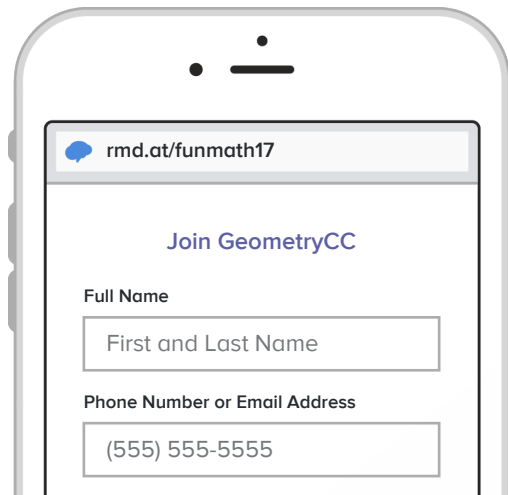 rmd.at/funmath17
Join GeometryCC
Full Name
First and Last Name
Phone Number or Email Address
(555) 555-5555